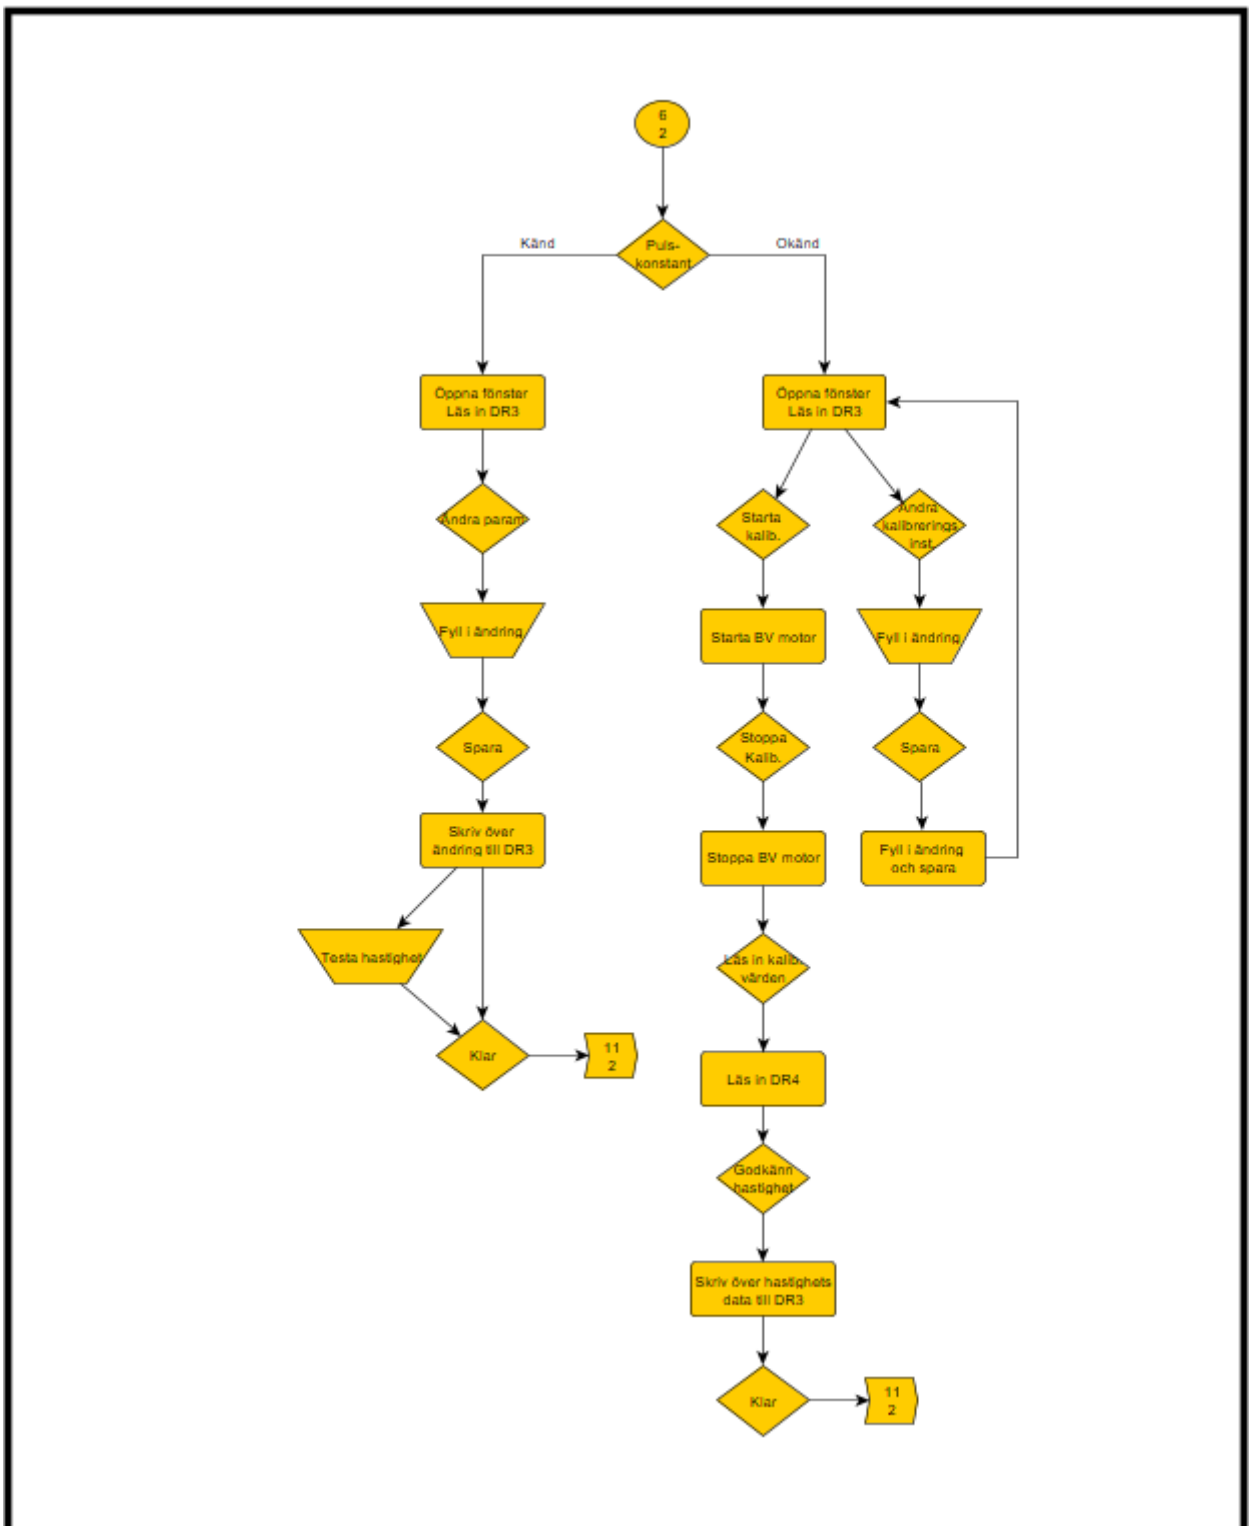 6
2
Puls-
konstant
Känd
Okänd
Öppna fönster
Läs in DR3
Ändra param
Fyll i ändring
Spara
Skriv över
ändring till DR3
Testa hastighet
Klar
11
2
Öppna fönster
Läs in DR3
Starta
kalib.
Starta BV motor
Stoppa
Kalib.
Stoppa BV motor
Läs in kalib.
värden
Läs in DR4
Godkänn
hastighet
Skriv över hastighets
data till DR3
Klar
11
2
Ändra
kalibrerings
inst.
Fyll i ändring
Spara
Fyll i ändring
och spara